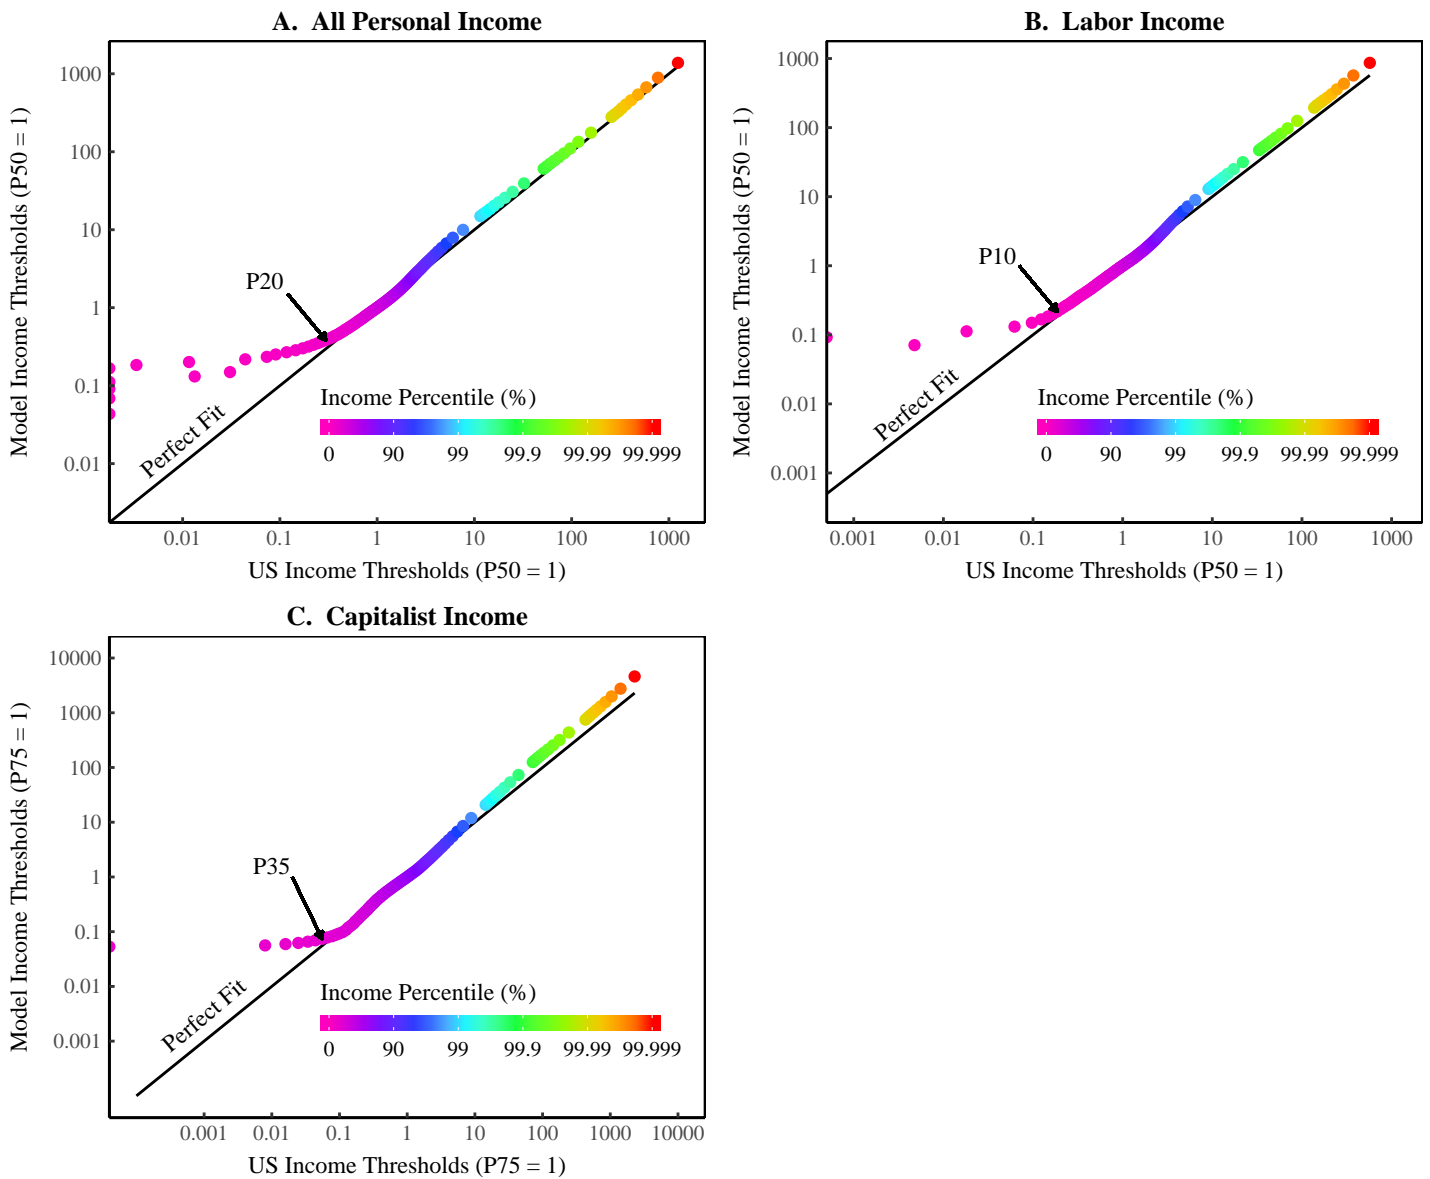 A. All Personal Income
Model Income Thresholds (P50 = 1)
1000
100
10
1
0.1
0.01
P20
Perfect Fit
Income Percentile (%)
0 90 99 99.9 99.99 99.999
0.01 0.1 1 10 100 1000
US Income Thresholds (P50 = 1)
B. Labor Income
Model Income Thresholds (P50 = 1)
1000
100
10
1
0.1
0.01
0.001
P10
Perfect Fit
Income Percentile (%)
0 90 99 99.9 99.99 99.999
0.001 0.01 0.1 1 10 100 1000
US Income Thresholds (P50 = 1)
C. Capitalist Income
Model Income Thresholds (P75 = 1)
10000
1000
100
10
1
0.1
0.01
0.001
P35
Perfect Fit
Income Percentile (%)
0 90 99 99.9 99.99 99.999
0.001 0.01 0.1 1 10 100 1000 10000
US Income Thresholds (P75 = 1)